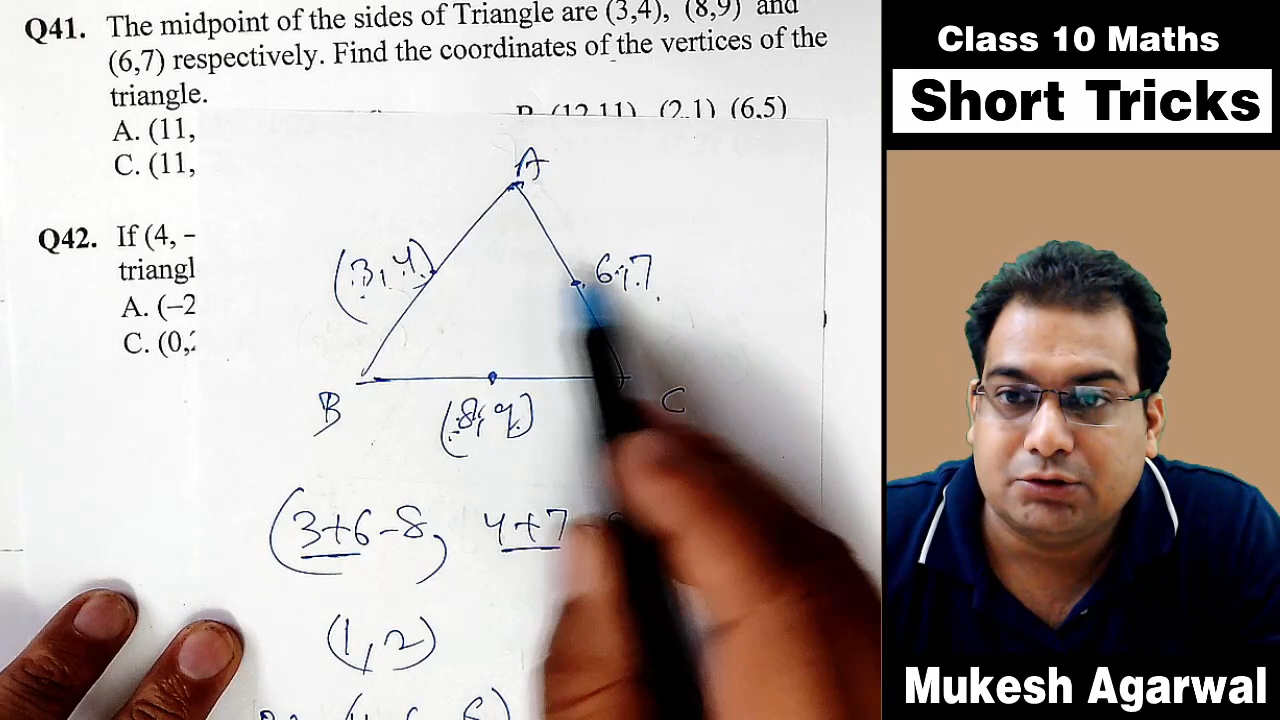 Q41. The midpoint of the sides of Triangle are (3,4), (8,9) and
(6,7) respectively. Find the coordinates of the vertices of the
triangle.
(12,11) (2,1) (6,5)
A. (11,
C. (11,
Q42. If (4, –
triangl
A. (–2
C. (0,
A
(3,4)
6,7
B
(8,9)
C
(3+6-8, 4+7
(1,2)
Class 10 Maths
Short Tricks
Mukesh Agarwal